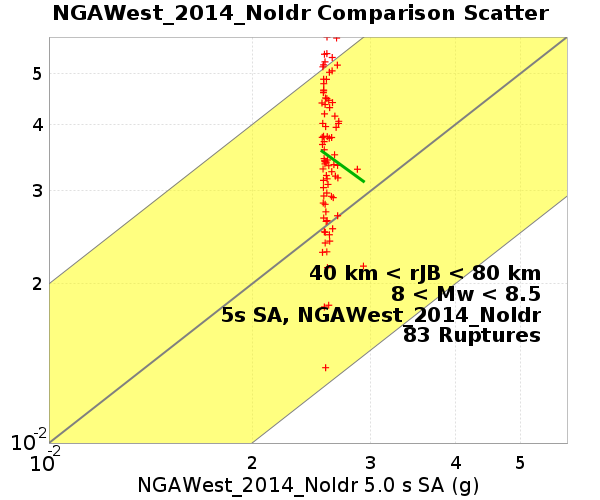 NGAWest_2014_NoIdr Comparison Scatter
5
4
3
2
10-2
10-2
2
3
4
5
40 km < rJB < 80 km
8 < Mw < 8.5
5s SA, NGAWest_2014_NoIdr
83 Ruptures
NGAWest_2014_NoIdr 5.0 s SA (g)